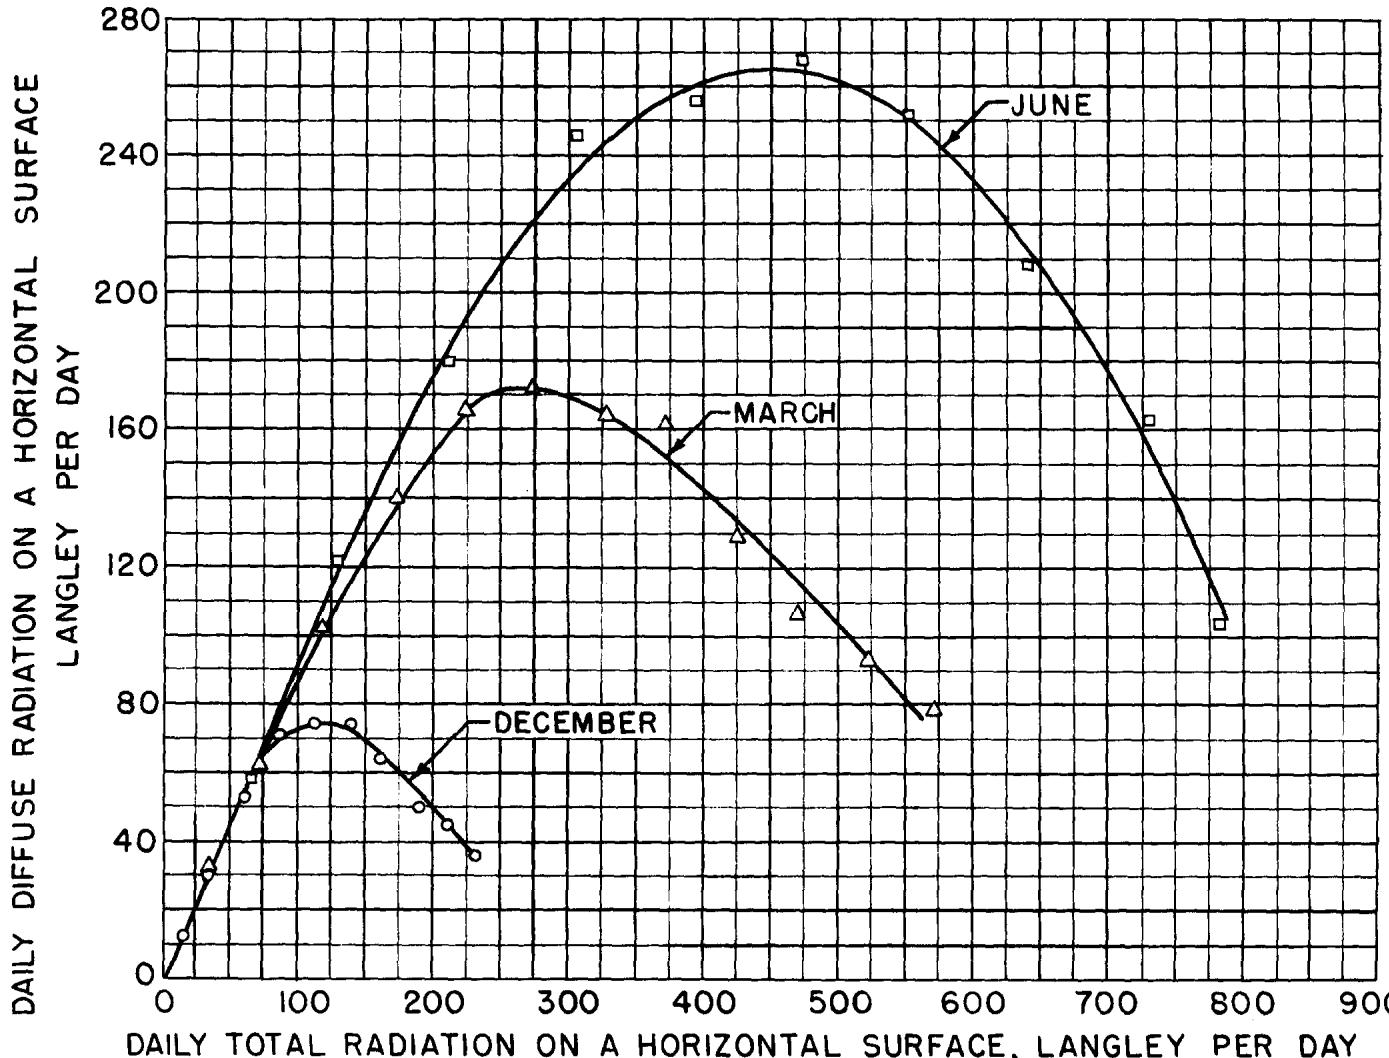 DAILY DIFFUSE RADIATION ON A HORIZONTAL SURFACE
LANGLEY PER DAY
280
240
200
160
120
80
40
0
JUNE
MARCH
DECEMBER
0 100 200 300 400 500 600 700 800 900
DAILY TOTAL RADIATION ON A HORIZONTAL SURFACE, LANGLEY PER DAY